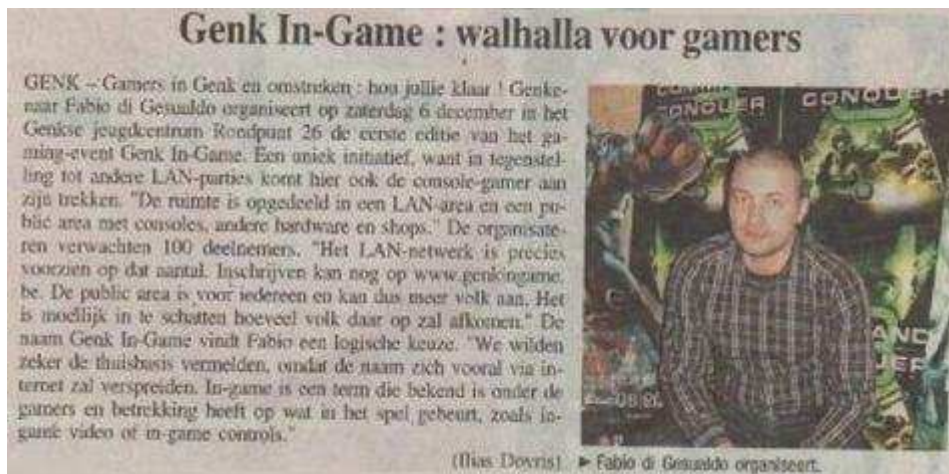 Genk In-Game : walhalla voor gamers
GENK – Gamers in Genk en omstreken : hou jullie klaar ! Genke-
naar Fabio di Gesualdo organiseert op zaterdag 6 december in het
Genkse jeugdcentrum Rondpunt 26 de eerste editie van het ga-
ming-event Genk In-Game. Een uniek initiatief, want in tegenstel-
ling tot andere LAN-parties komt hier ook de console-gamer aan
zijn trekken. "De ruimte is opgedeeld in een LAN-area en een pu-
blic area met consoles, andere hardware en shops." De organisate-
ren verwachten 100 deelnemers. "Het LAN-netwerk is precies
voorzien op dat aantal. Inschrijven kan nog op www.genkingame.
be. De public area is voor iedereen en kan dus meer volk aan. Het
is moeilijk in te schatten hoeveel volk daar op zal afkomen." De
naam Genk In-Game vindt Fabio een logische keuze. "We wilden
zeker de thuisbasis vermelden, omdat de naam zich vooral via in-
ternet zal verspreiden. In-game is een term die bekend is onder de
gamers en betrekking heeft op wat in het spel gebeurt, zoals in-
game video of in-game controls."
(Ilias Dovris)
CONQUER
CONQUER
► Fabio di Gesualdo organiseert.